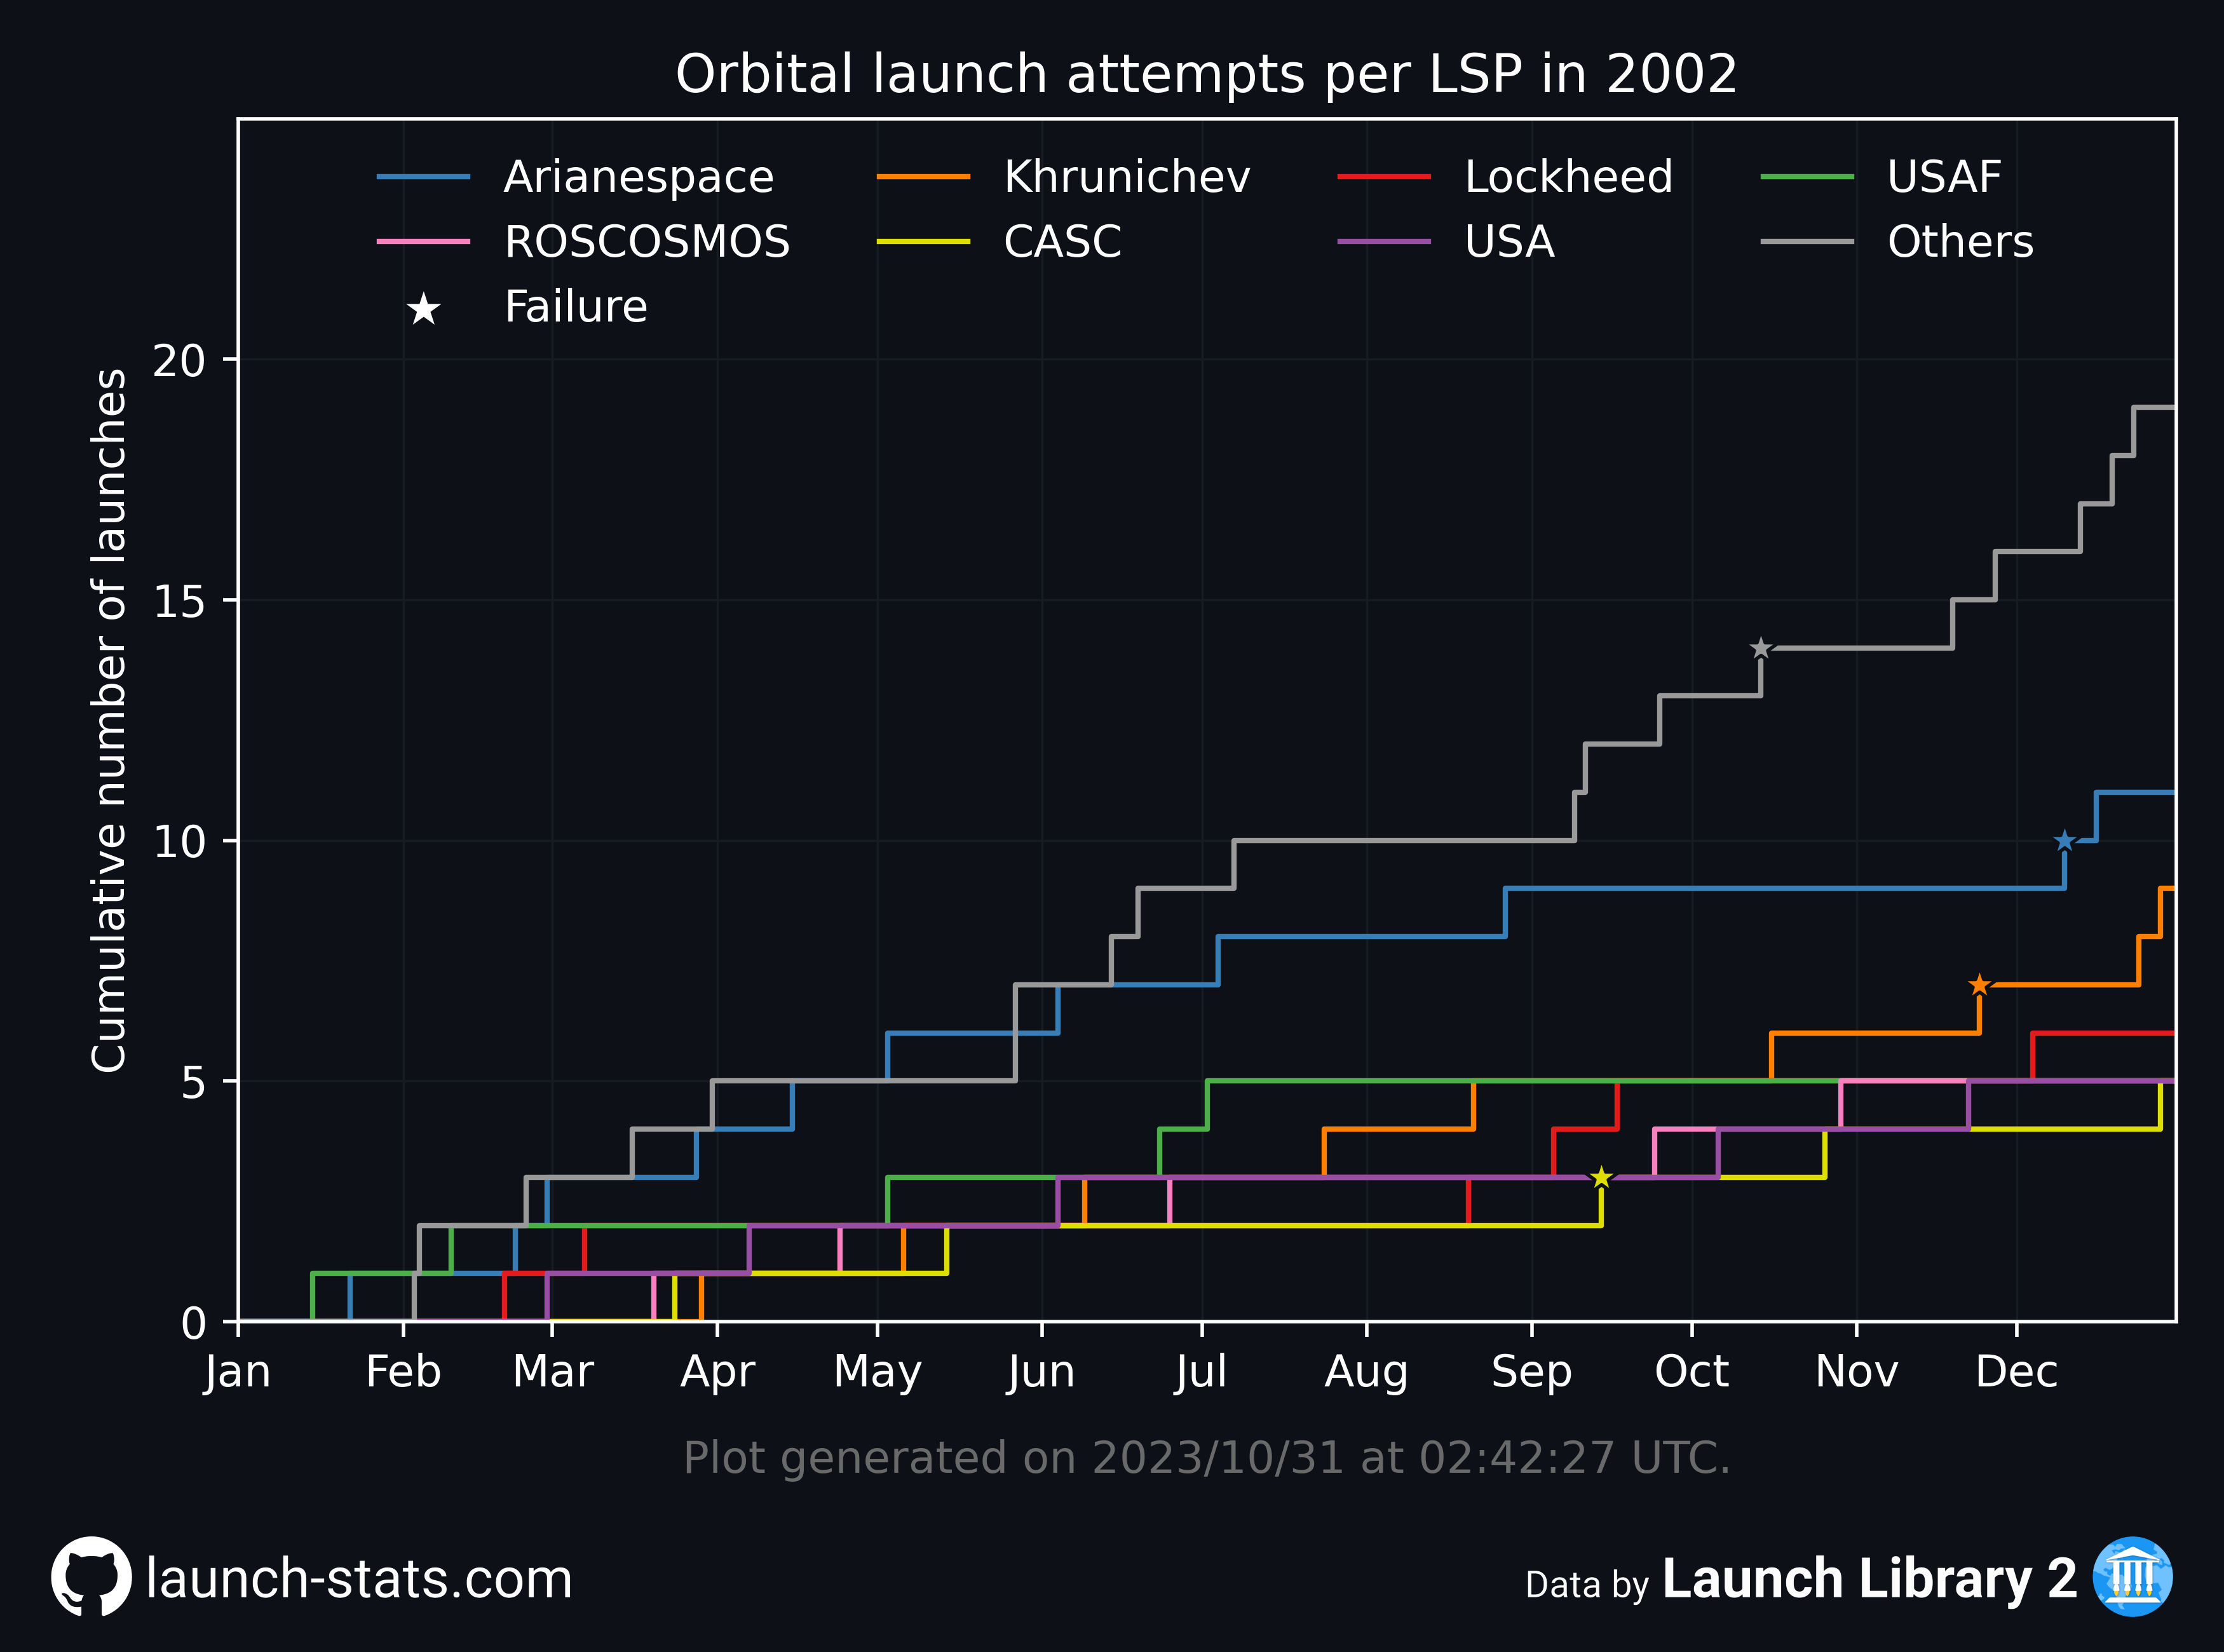 Orbital launch attempts per LSP in 2002
Arianespace Khrunichev Lockheed USAF
ROSCOSMOS CASC USA Others
Failure
Cumulative number of launches
20
15
10
5
0
Jan Feb Mar Apr May Jun Jul Aug Sep Oct Nov Dec
Plot generated on 2023/10/31 at 02:42:27 UTC.
launch-stats.com Data by Launch Library 2